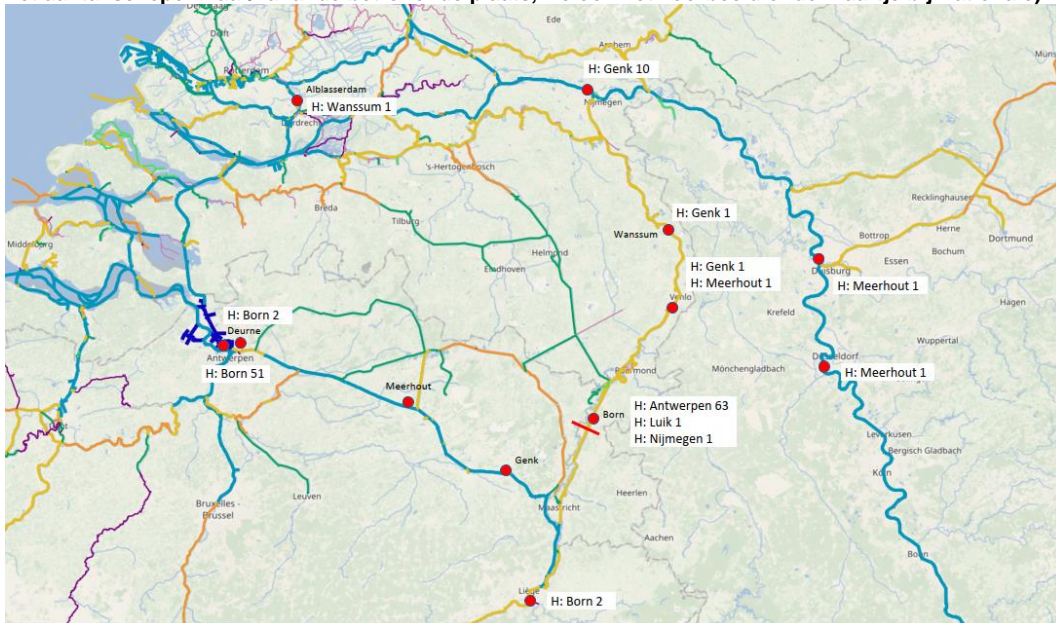 Delft
Ede
Rotterdam
Arnhem
H: Genk 10
Alblasserdam
H: Wanssum 1
Dordrecht
Nijmegen
's-Hertogenbosch
Recklinghausen
Breda
Tilburg
H: Genk 1
Wanssum
Bottrop
Herne
Dortmund
Middelburg
Helmond
Essen
Bochum
Eindhoven
H: Genk 1
H: Meerhout 1
Duisburg
H: Meerhout 1
Venlo
Hagen
H: Born 2
Krefeld
Deurne
Wuppertal
Antwerpen
H: Born 51
Düsseldorf
H: Meerhout 1
Roermond
Mönchengladbach
Meerhout
Born
H: Antwerpen 63
H: Luik 1
H: Nijmegen 1
Gent
Leverkusen
Bergisch Gladbach
Genk
Köln
Leuven
Heerlen
Bruxelles -
Brussel
Maastricht
Aachen
Bonn
Liège
H: Born 2